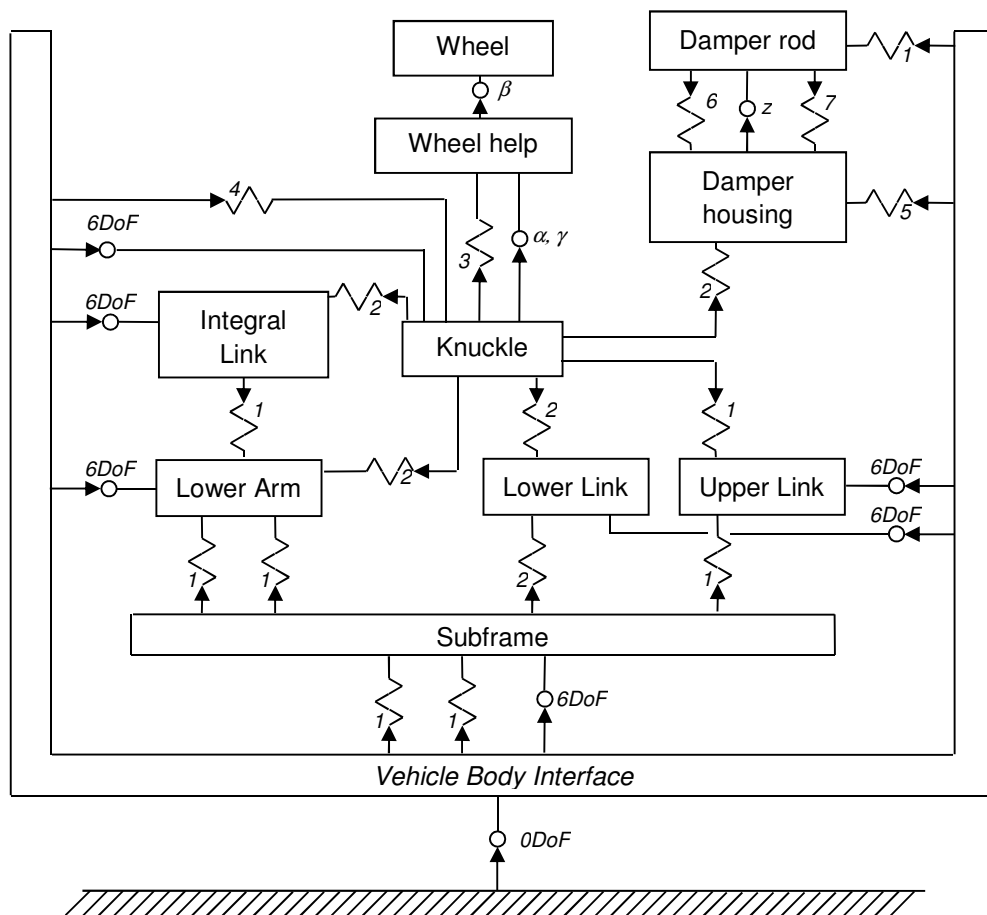 Wheel
Damper rod
1
β
6
z
7
Wheel help
Damper
housing
4
5
6DoF
3
α, γ
2
6DoF
2
Integral
Link
Knuckle
1
2
1
6DoF
2
6DoF
Lower Arm
Lower Link
Upper Link
6DoF
1
1
2
1
Subframe
1
1
6DoF
Vehicle Body Interface
0DoF